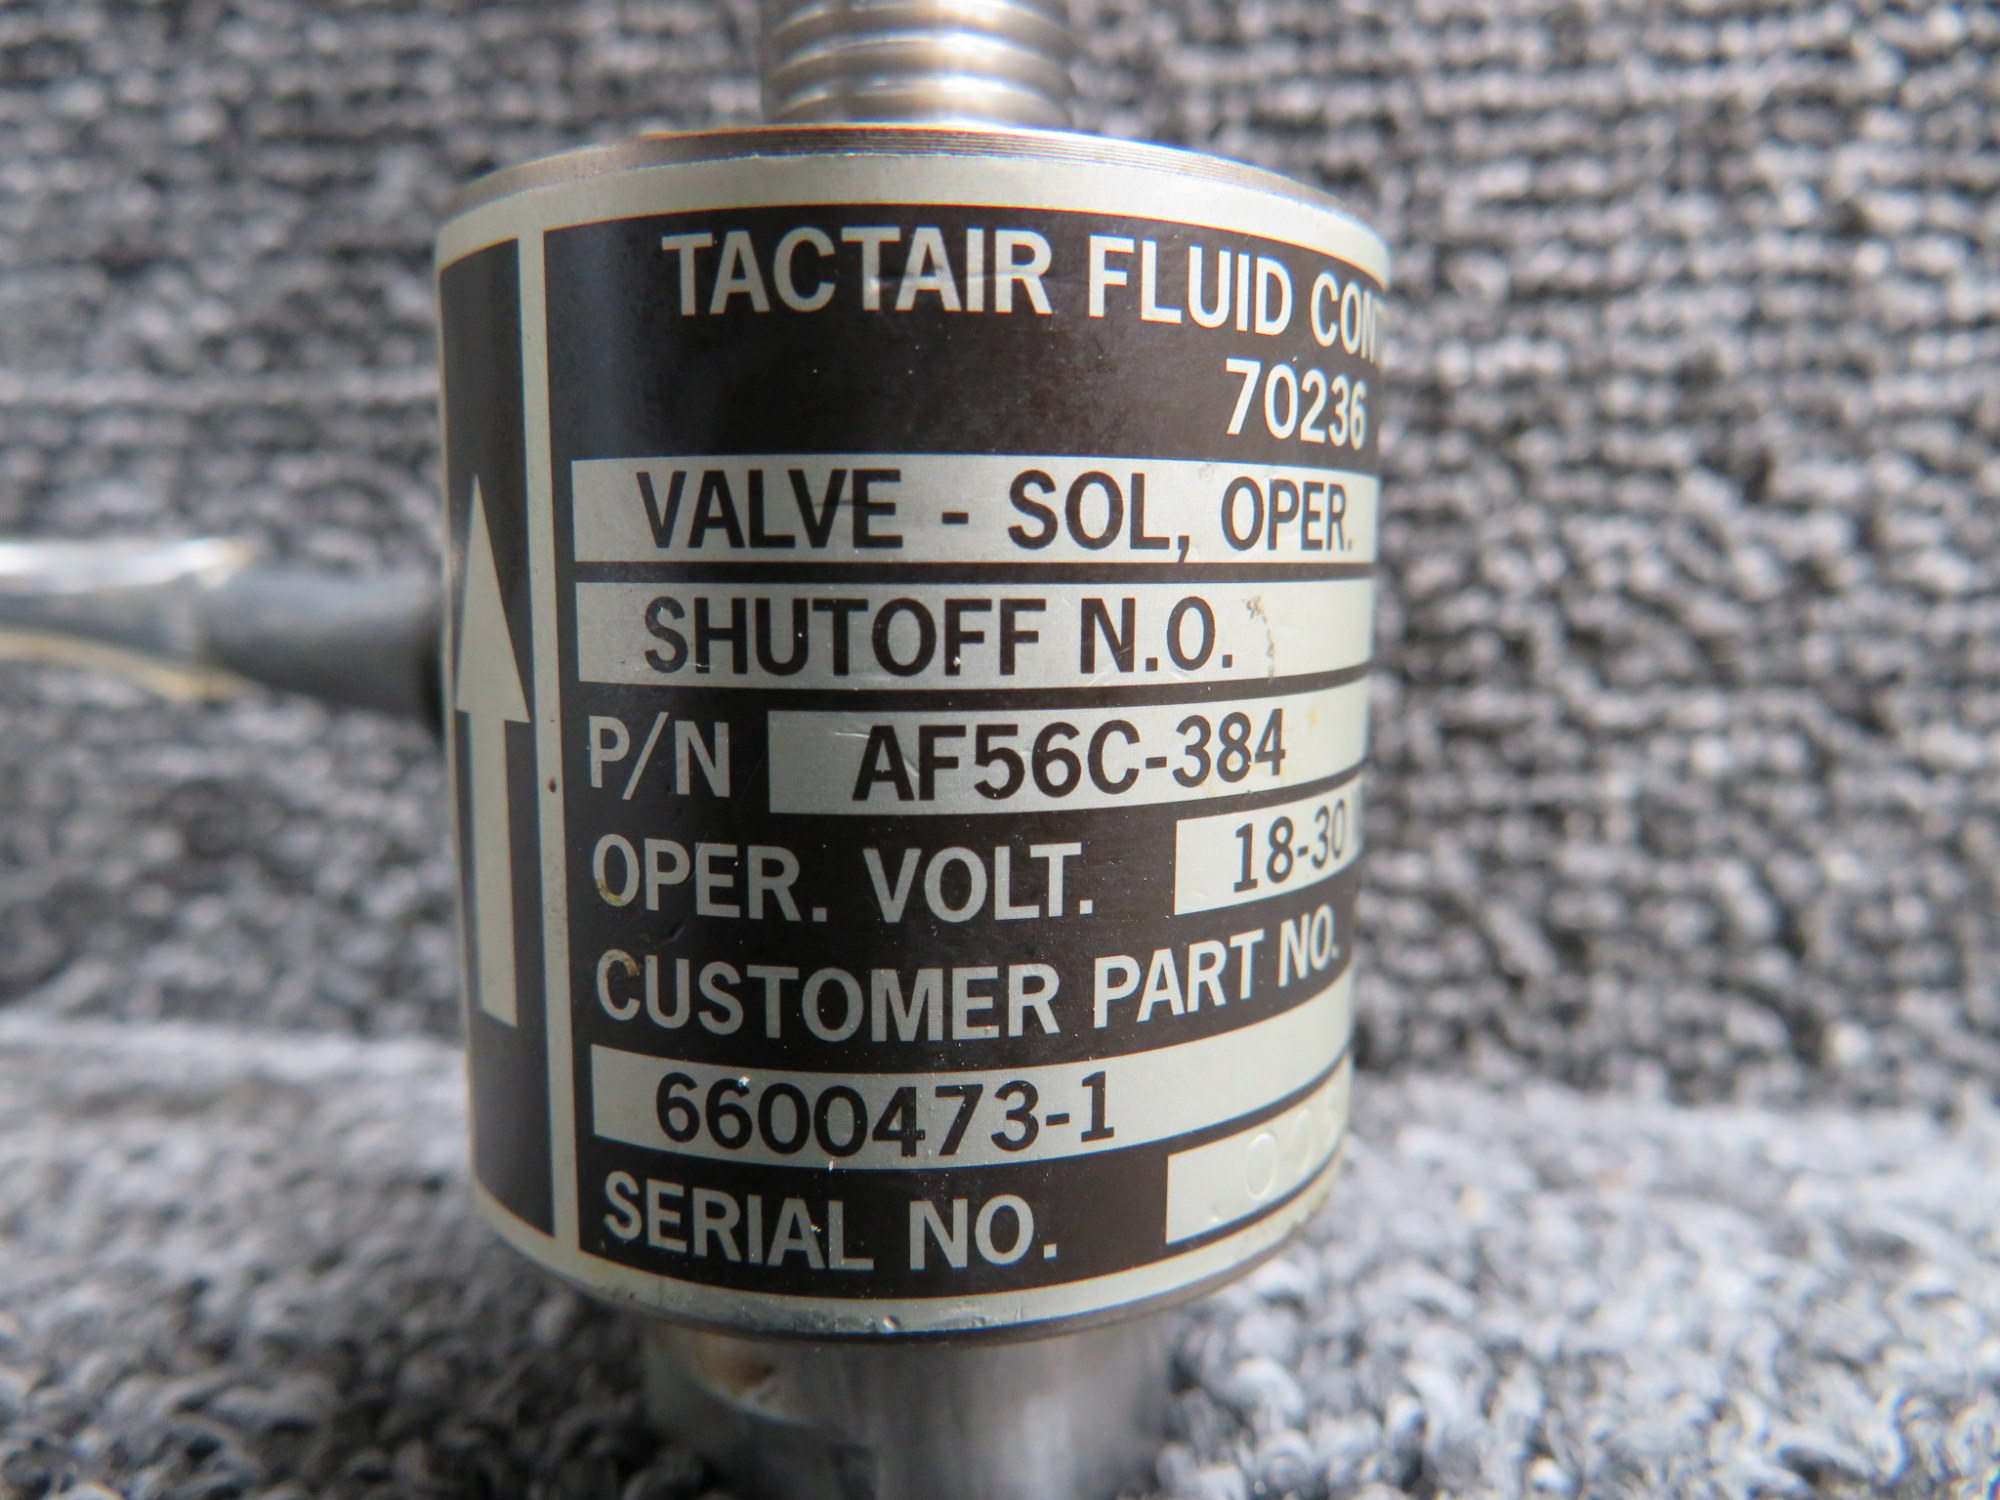 TACTAIR FLUID
70236
VALVE - SOL, OPER.
SHUTOFF N.O.
P/N AF56C-384
OPER. VOLT. 18-30
CUSTOMER PART NO.
6600473-1
SERIAL NO.